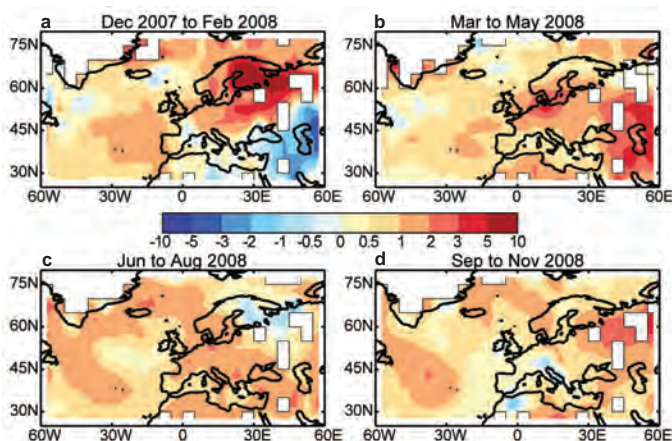 a Dec 2007 to Feb 2008
b Mar to May 2008
75N 75N
60N 60N
45N 45N
30N 30N
60W 30W 0 30E 60E 60W 30W 0 30E 60E
-10 -5 -3 -2 -1 -0.5 0 0.5 1 2 3 5 10
c Jun to Aug 2008
d Sep to Nov 2008
75N 75N
60N 60N
45N 45N
30N 30N
60W 30W 0 30E 60E 60W 30W 0 30E 60E